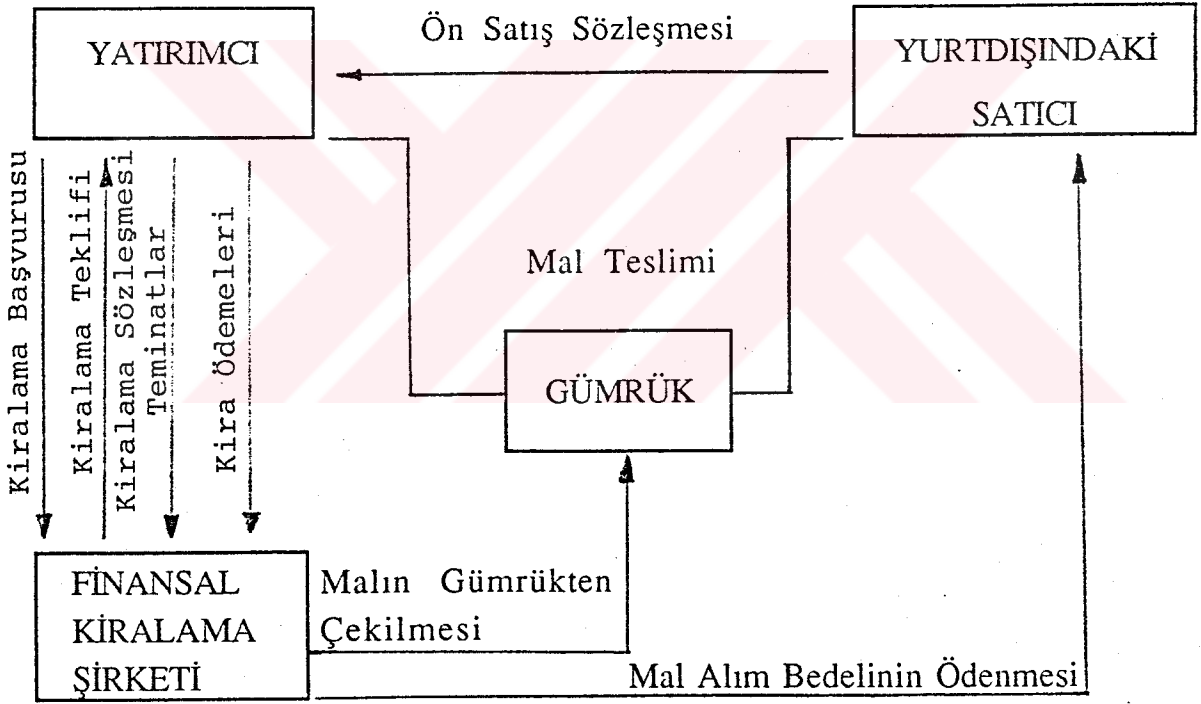 Ön Satış Sözleşmesi
YATIRIMCI
YURTDIŞINDAKİ
SATICI
Kiralama Başvurusu
Kiralama Teklifi
Kiralama Sözleşmesi
Teminatlar
Kira Ödemeleri
Mal Teslimi
GÜMRÜK
FİNANSAL
KİRALAMA
ŞİRKETİ
Malın Gümrükten
Çekilmesi
Mal Alım Bedelinin Ödenmesi